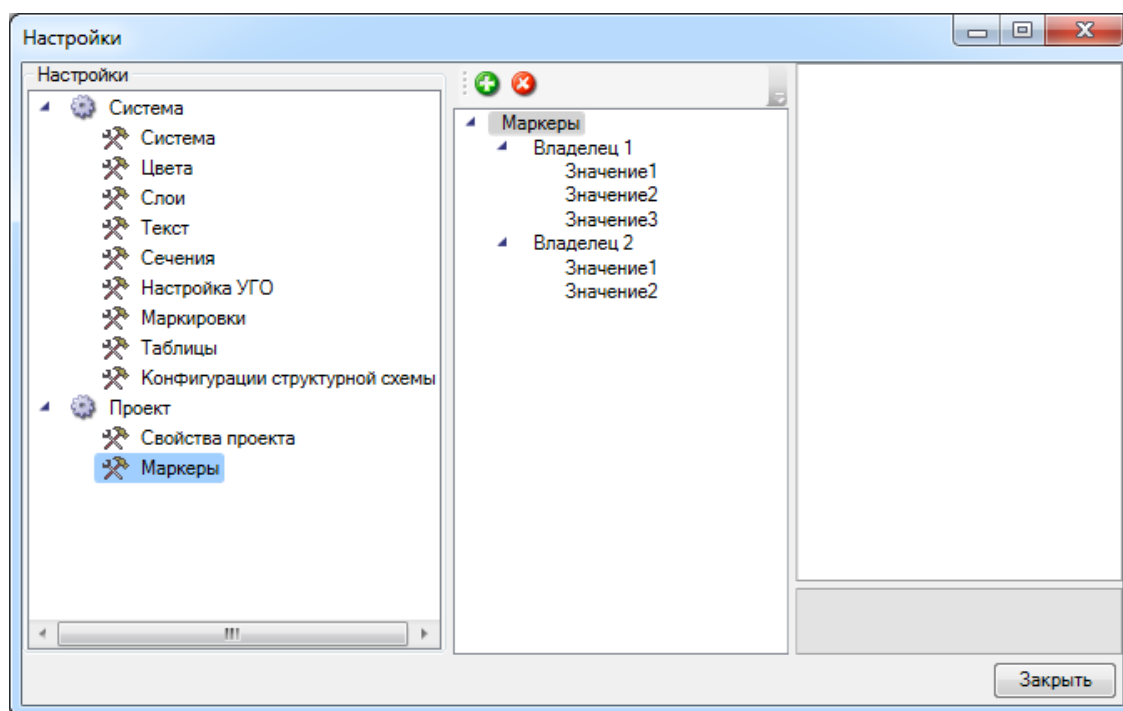 Настройки
Настройки
Система
Система
Цвета
Слои
Текст
Сечения
Настройка УГО
Маркировки
Таблицы
Конфигурации структурной схемы
Проект
Свойства проекта
Маркеры
Маркеры
Владелец 1
Значение1
Значение2
Значение3
Владелец 2
Значение1
Значение2
Закрыть